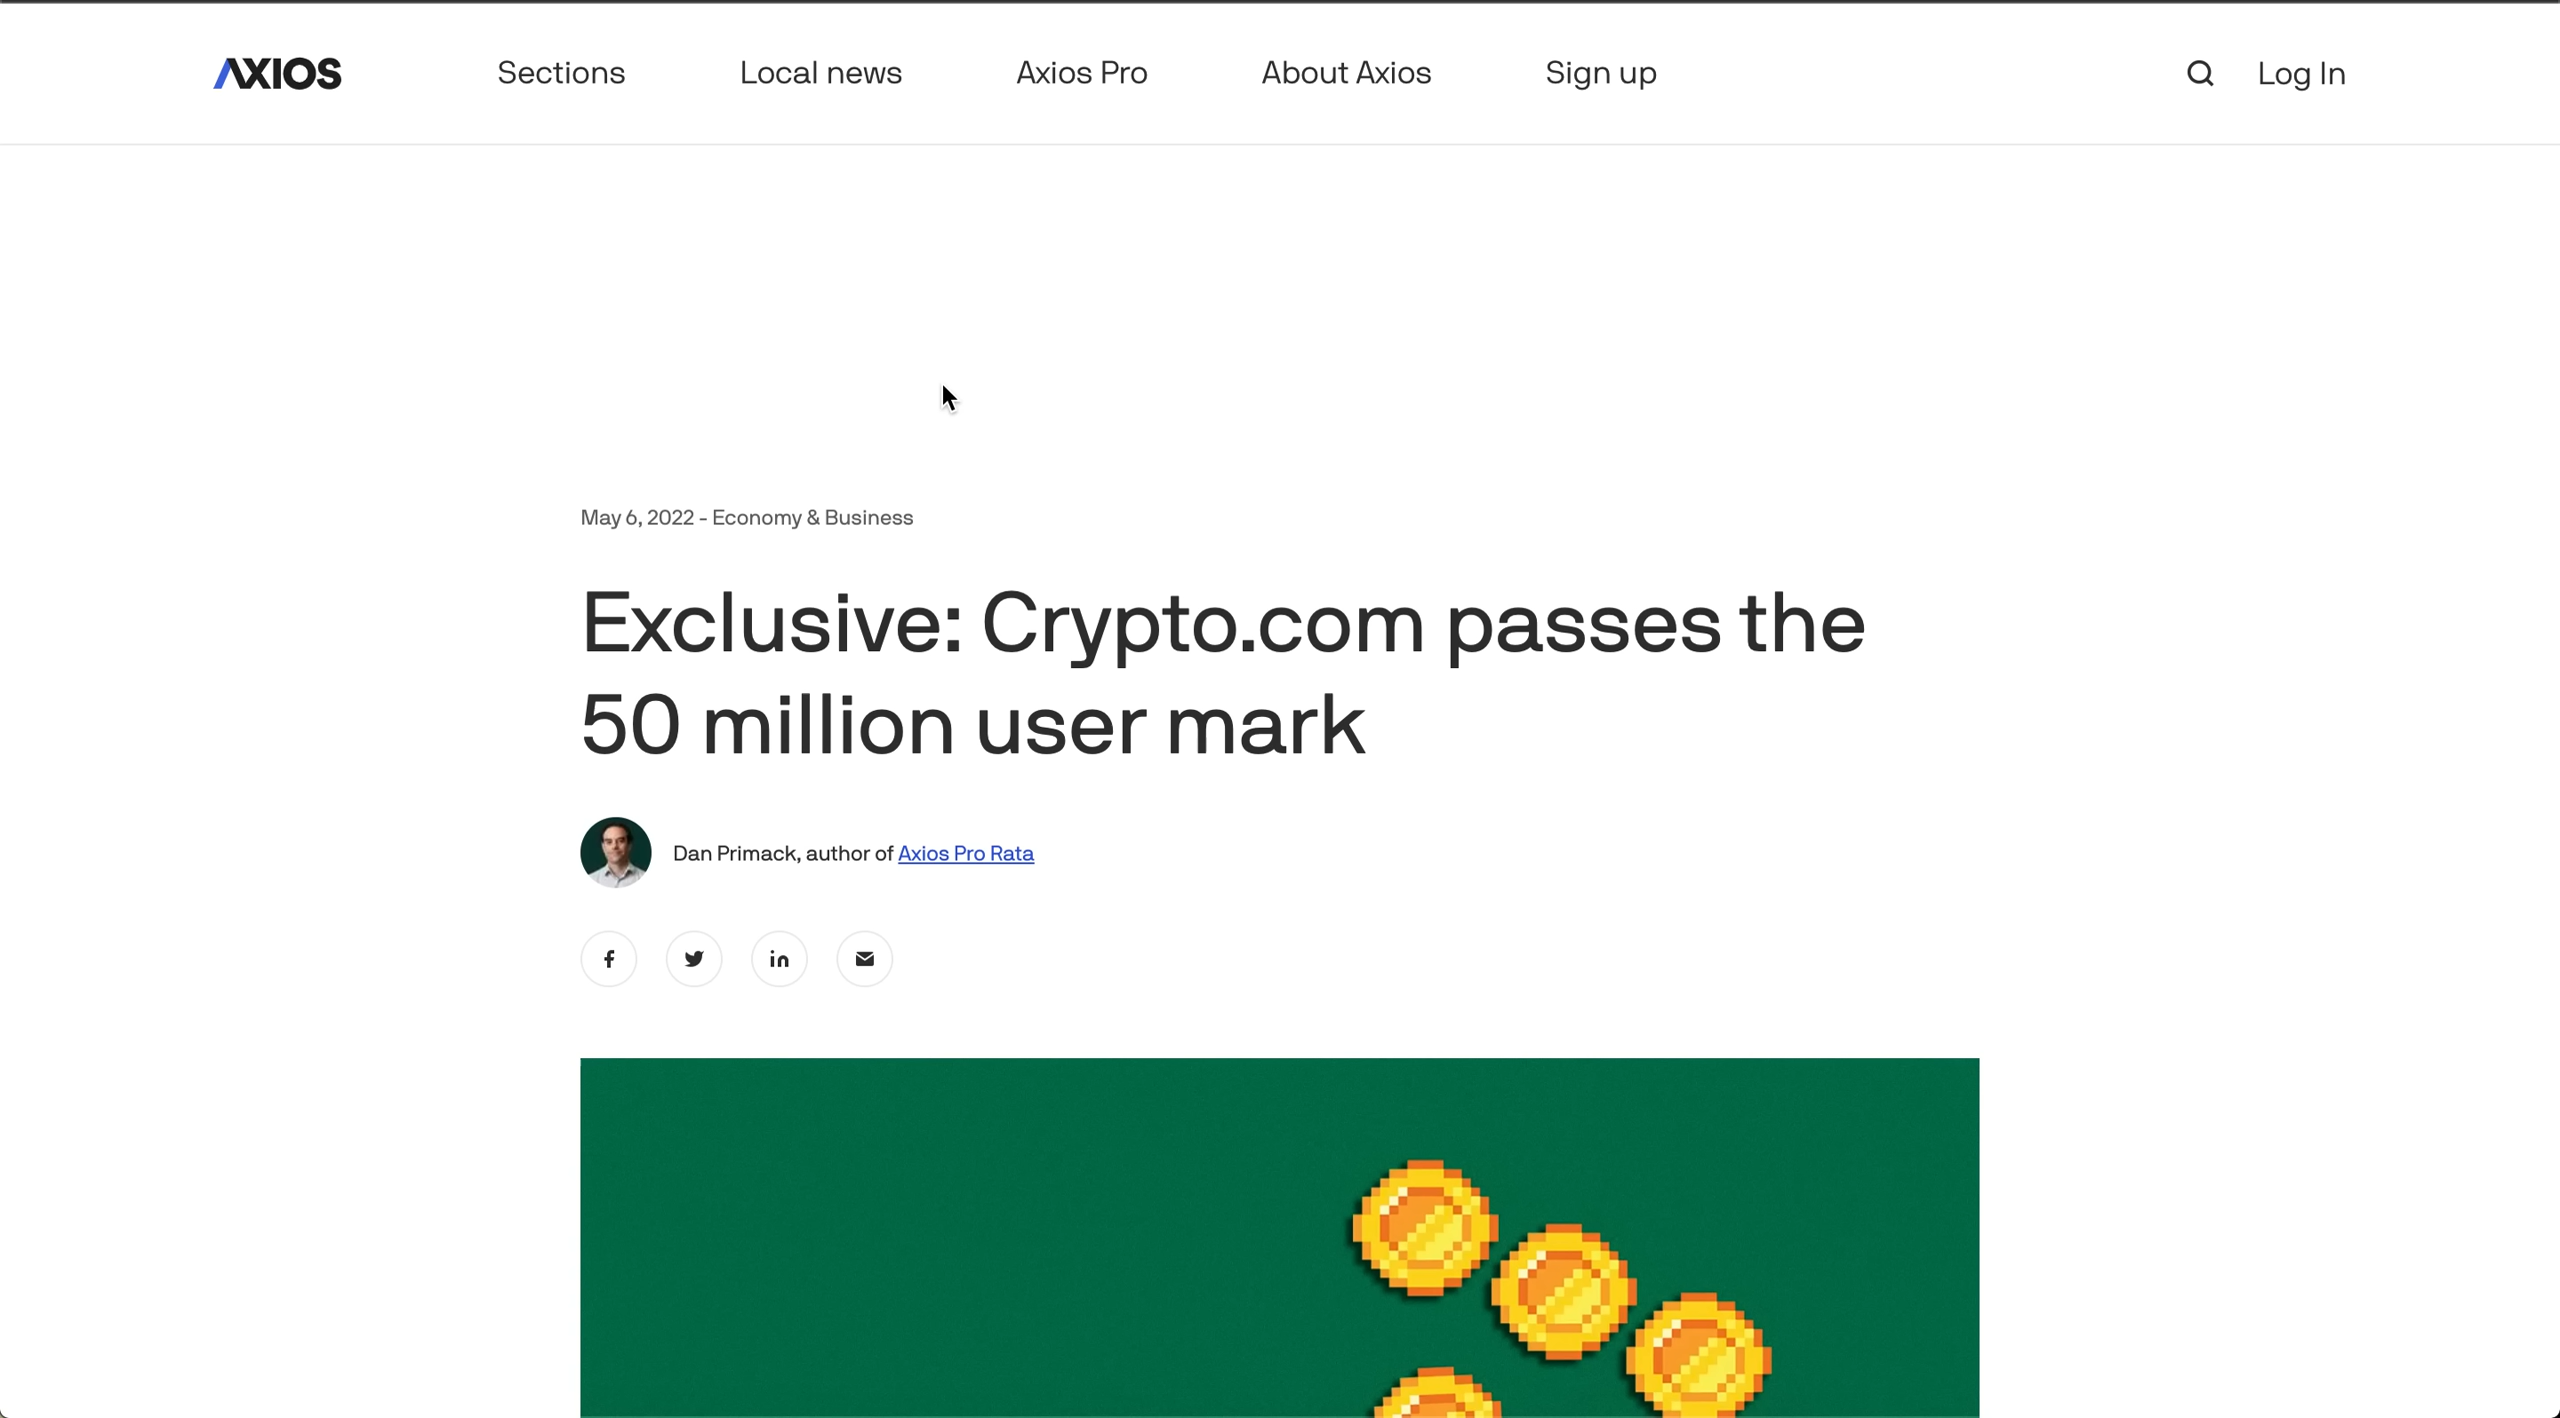 AXIOS Sections Local news Axios Pro About Axios Sign up Log In
May 6, 2022 - Economy & Business
Exclusive: Crypto.com passes the
50 million user mark
Dan Primack, author of Axios Pro Rata